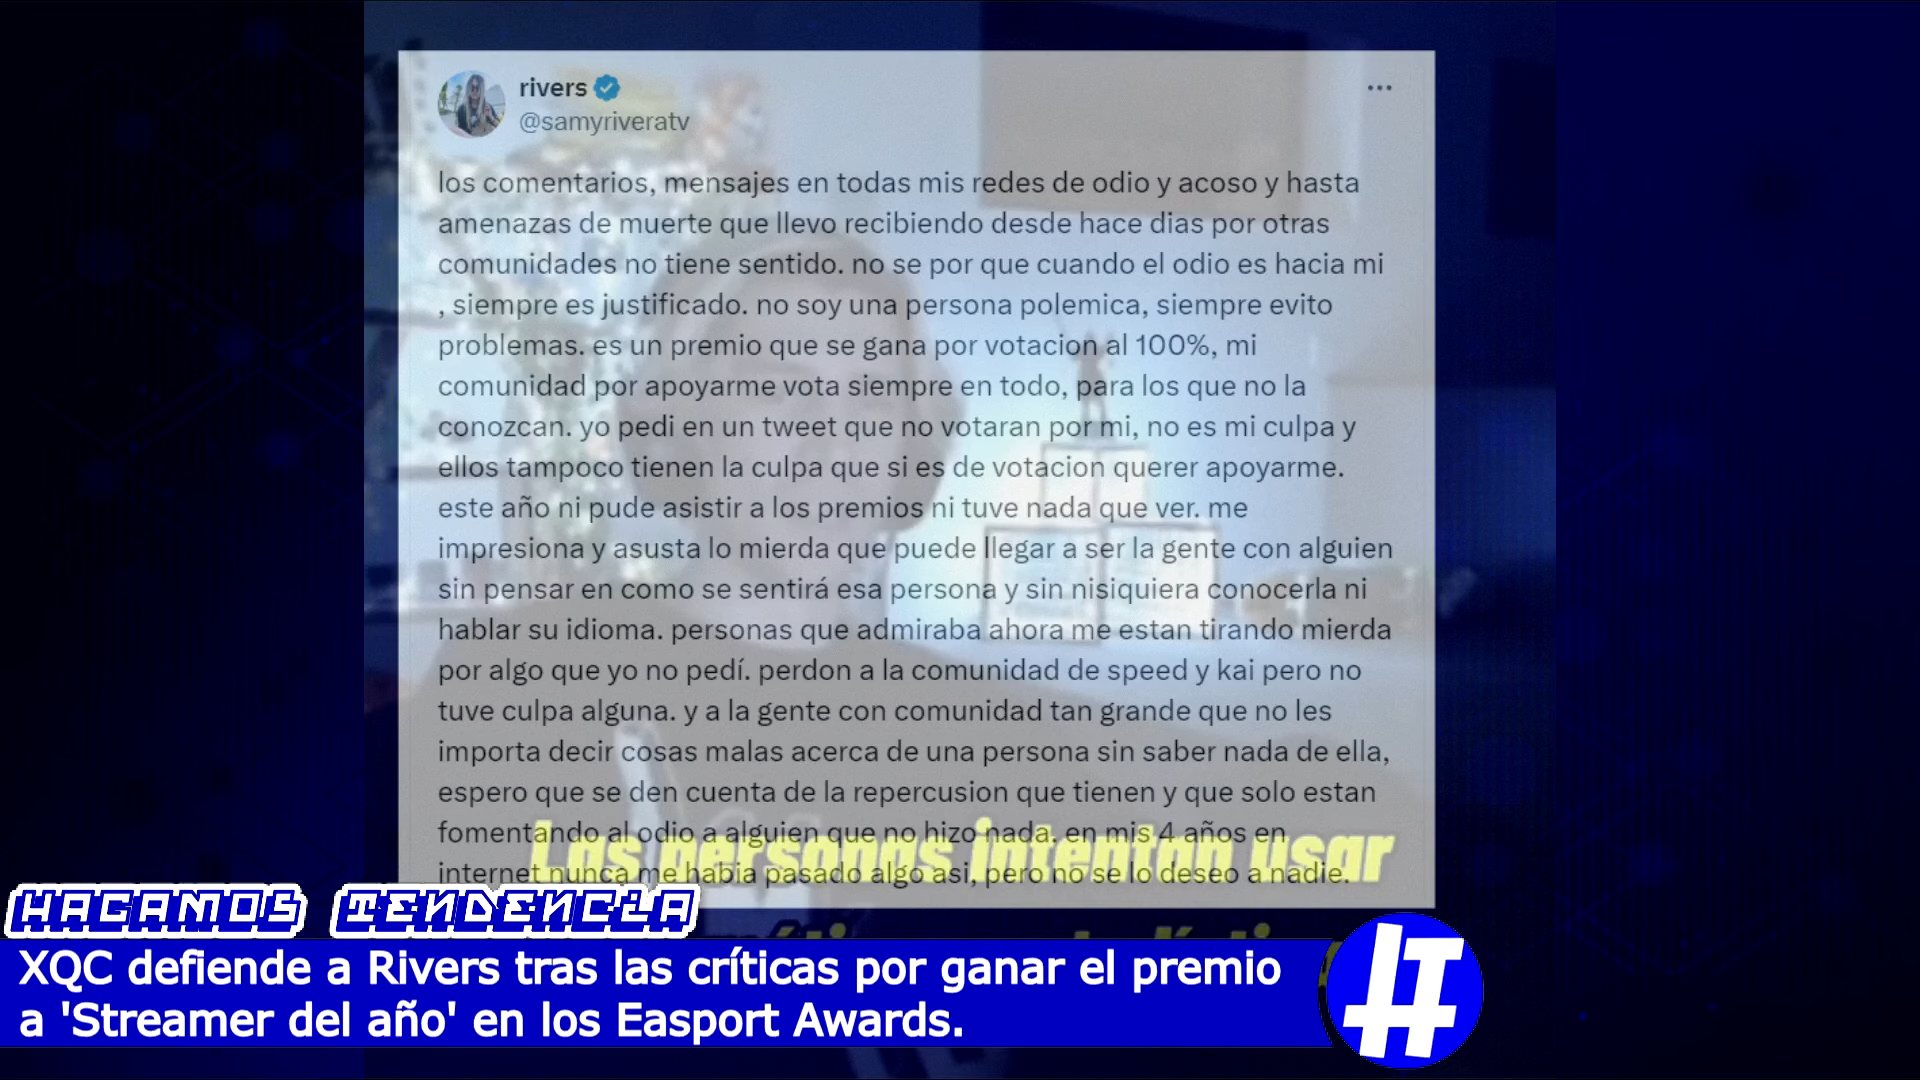 rivers
@samyriveratv
los comentarios, mensajes en todas mis redes de odio y acoso y hasta
amenazas de muerte que llevo recibiendo desde hace dias por otras
comunidades no tiene sentido. no se por que cuando el odio es hacia mi
, siempre es justificado. no soy una persona polemica, siempre evito
problemas. es un premio que se gana por votacion al 100%, mi
comunidad por apoyarme vota siempre en todo, para los que no la
conozcan. yo pedi en un tweet que no votaran por mi, no es mi culpa y
ellos tampoco tienen la culpa que si es de votacion querer apoyarme.
este año ni pude asistir a los premios ni tuve nada que ver. me
impresiona y asusta lo mierda que puede llegar a ser la gente con alguien
sin pensar en como se sentirá esa persona y sin nisiquiera conocerla ni
hablar su idioma. personas que admiraba ahora me estan tirando mierda
por algo que yo no pedí. perdon a la comunidad de speed y kai pero no
tuve culpa alguna. y a la gente con comunidad tan grande que no les
importa decir cosas malas acerca de una persona sin saber nada de ella,
espero que se den cuenta de la repercusion que tienen y que solo estan
fomentando al odio a alguien que no hizo nada. en mis 4 años en
internet nunca me habia pasado algo asi, pero no se lo deseo a nadie.
Las personas intentan usar
HAGAMOS TENDENCIA
XQC defiende a Rivers tras las críticas por ganar el premio
a 'Streamer del año' en los Easport Awards.
HT